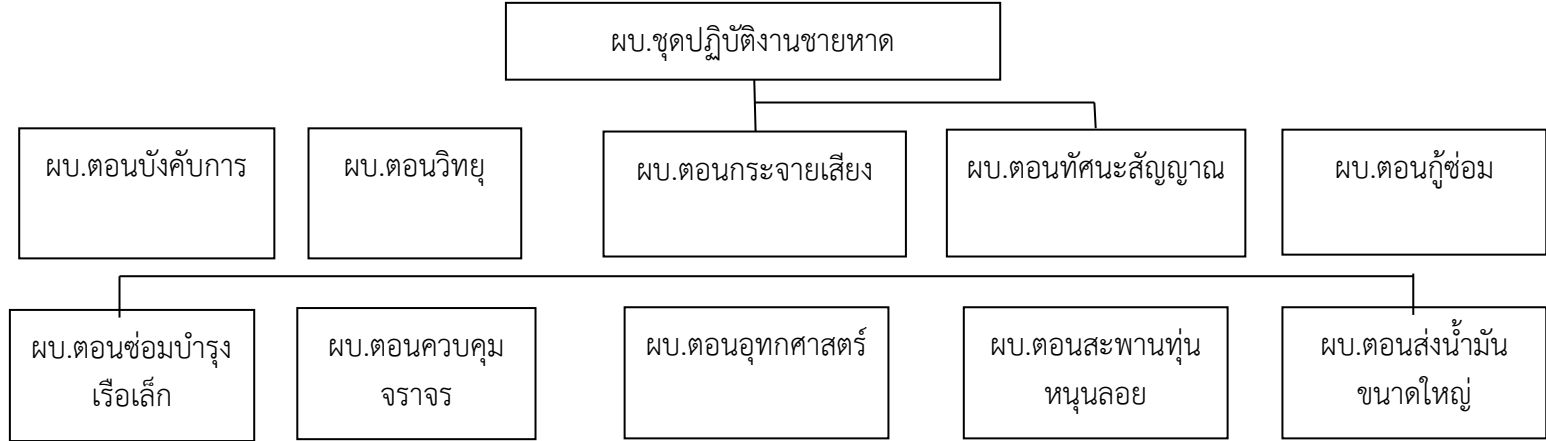 ผบ.ชุดปฏิบัติงานชายหาด
ผบ.ตอนบังคับการ
ผบ.ตอนวิทยุ
ผบ.ตอนกระจายเสียง
ผบ.ตอนทัศนะสัญญาณ
ผบ.ตอนกู้ซ่อม
ผบ.ตอนซ่อมบำรุง
เรือเล็ก
ผบ.ตอนควบคุม
จราจร
ผบ.ตอนอุทกศาสตร์
ผบ.ตอนสะพานทุ่น
หนุนลอย
ผบ.ตอนส่งน้ำมัน
ขนาดใหญ่